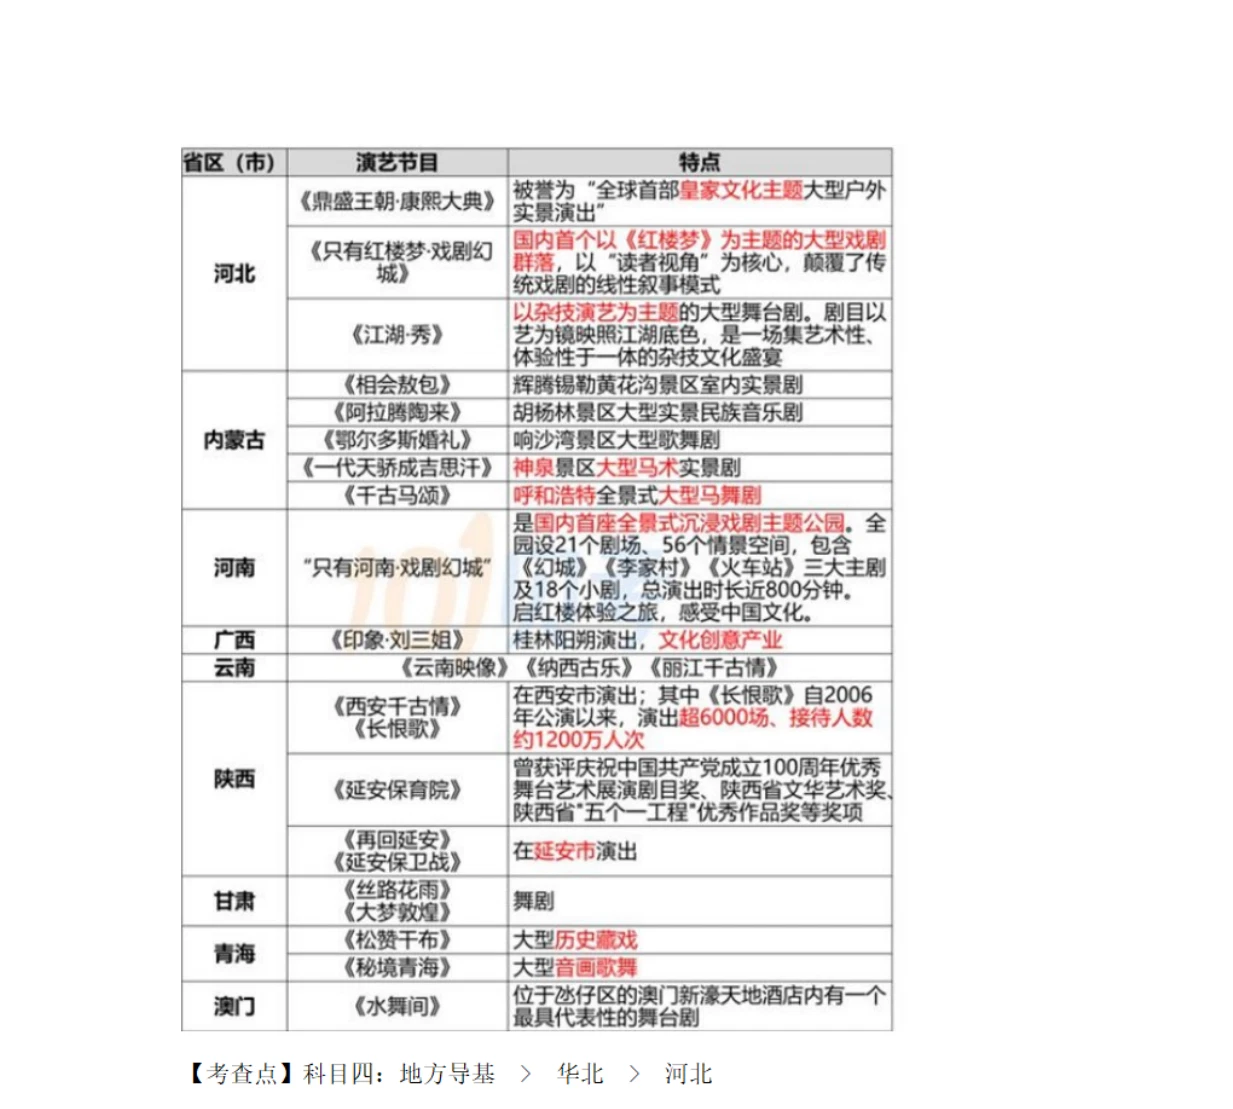 省区（市） 演艺节目 特点
河北
《鼎盛王朝·康熙大典》
被誉为“全球首部皇家文化主题大型户外
实景演出”
《只有红楼梦·戏剧幻
城》
国内首个以《红楼梦》为主题的大型戏剧
群落，以“读者视角”为核心，颠覆了传
统戏剧的线性叙事模式
《江湖·秀》
以杂技演艺为主题的大型舞台剧。剧目以
艺为镜映照江湖底色，是一场集艺术性、
体验性于一体的杂技文化盛宴
内蒙古
《相会敖包》 辉腾锡勒黄花沟景区室内实景剧
《阿拉腾陶来》 胡杨林景区大型实景民族音乐剧
《鄂尔多斯婚礼》 响沙湾景区大型歌舞剧
《一代天骄成吉思汗》 神泉景区大型马术实景剧
《千古马颂》 呼和浩特全景式大型马舞剧
河南
“只有河南·戏剧幻城”
是国内首座全景式沉浸戏剧主题公园。全
园设21个剧场、56个情景空间，包含
《幻城》《李家村》《火车站》三大主剧
及18个小剧，总演出时长近800分钟。
启红楼体验之旅，感受中国文化。
广西 《印象·刘三姐》 桂林阳朔演出，文化创意产业
云南 《云南映像》《纳西古乐》《丽江千古情》
陕西
《西安千古情》
《长恨歌》
在西安市演出；其中《长恨歌》自2006
年公演以来，演出超6000场、接待人数
约1200万人次
《延安保育院》
曾获评庆祝中国共产党成立100周年优秀
舞台艺术展演剧目奖、陕西省文华艺术奖、
陕西省"五个一工程"优秀作品奖等奖项
《再回延安》
《延安保卫战》
在延安市演出
甘肃
《丝路花雨》
《大梦敦煌》
舞剧
青海
《松赞干布》 大型历史藏戏
《秘境青海》 大型音画歌舞
澳门
《水舞间》
位于氹仔区的澳门新濠天地酒店内有一个
最具代表性的舞台剧
【考查点】科目四：地方导基 > 华北 > 河北